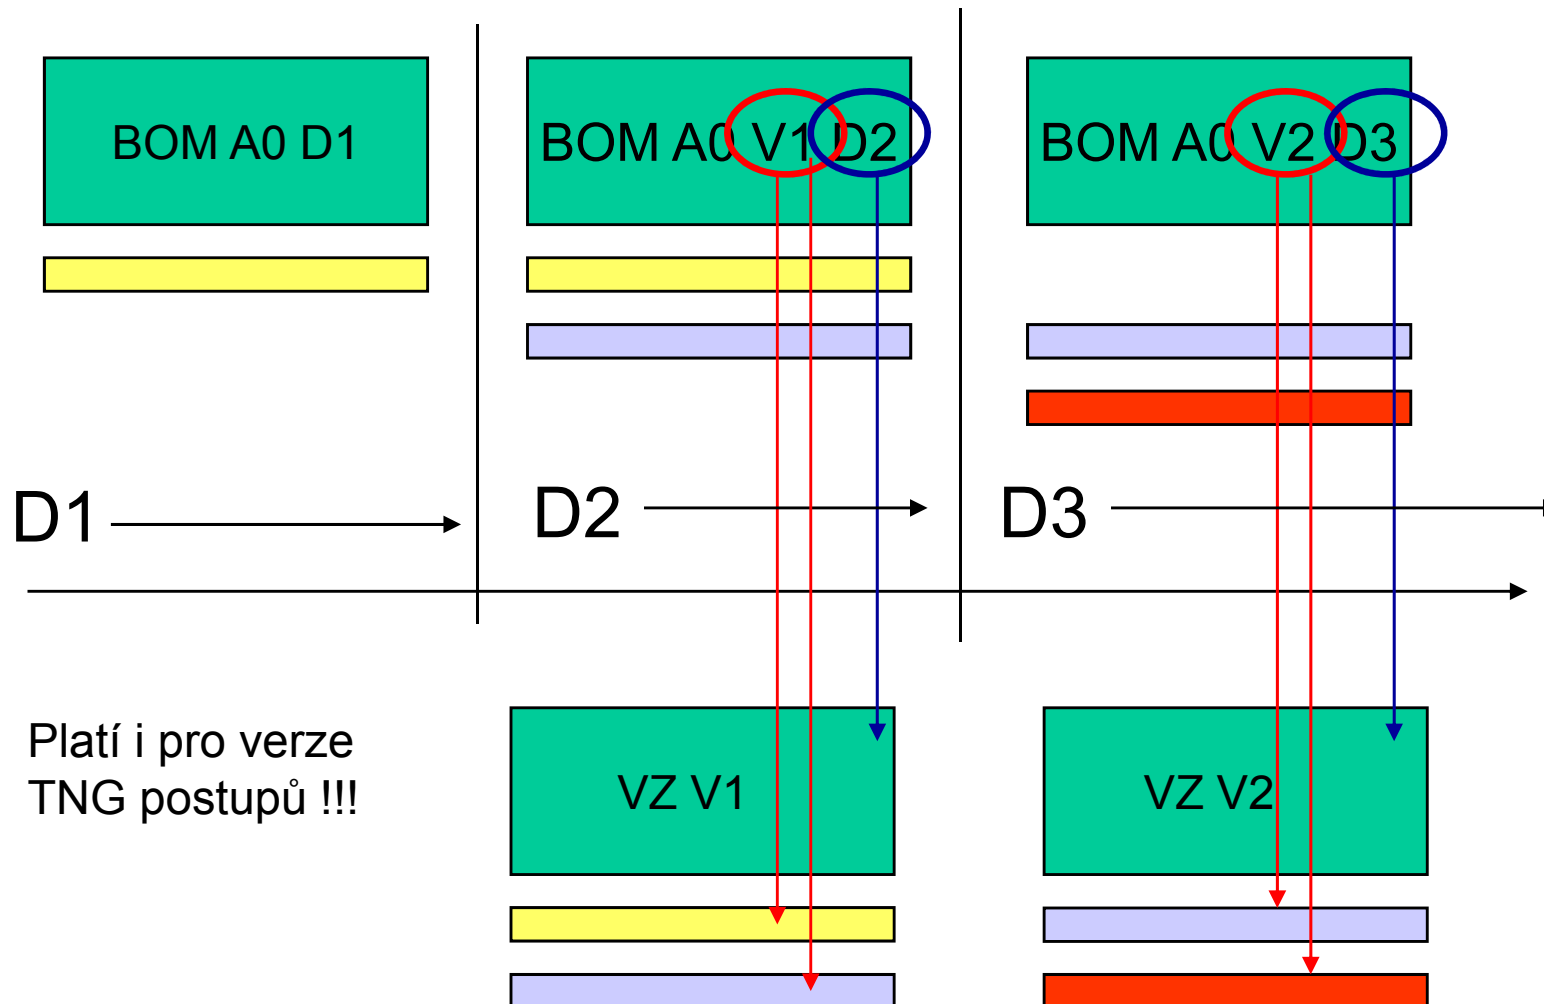 BOM A0 D1
BOM A0 V1 D2
BOM A0 V2 D3
D1
D2
D3
Platí i pro verze
TNG postupů !!!
VZ V1
VZ V2